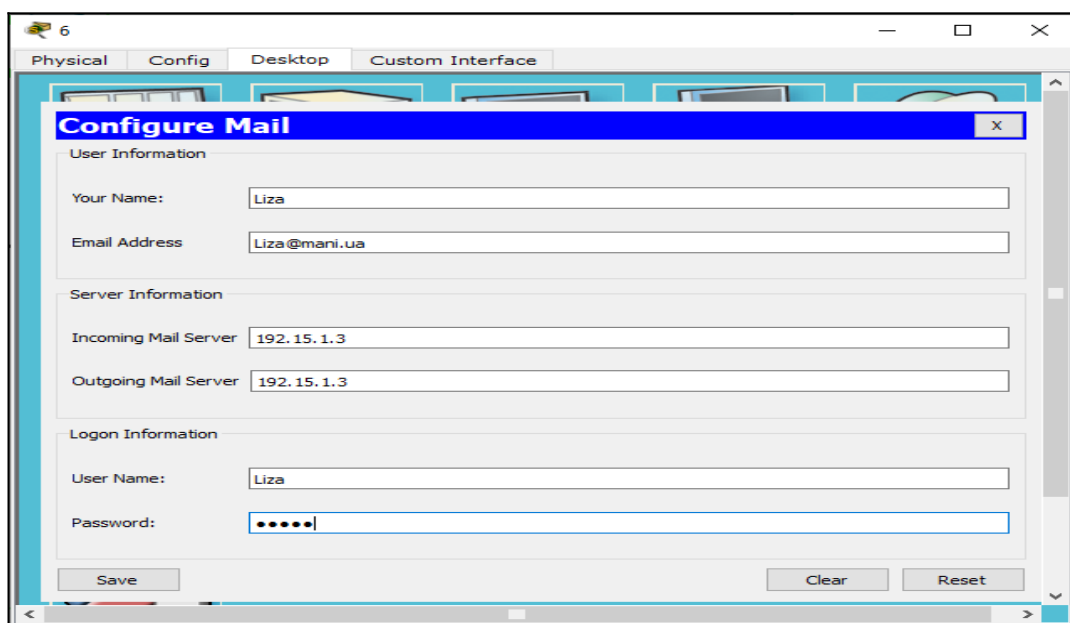 6
Physical Config Desktop Custom Interface
Configure Mail X
User Information
Your Name: Liza
Email Address Liza@mani.ua
Server Information
Incoming Mail Server 192.15.1.3
Outgoing Mail Server 192.15.1.3
Logon Information
User Name: Liza
Password: •••••
Save Clear Reset